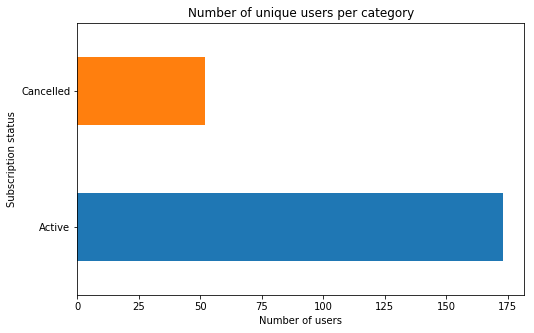 Number of unique users per category
Subscription status
Cancelled
Active
0 25 50 75 100 125 150 175
Number of users